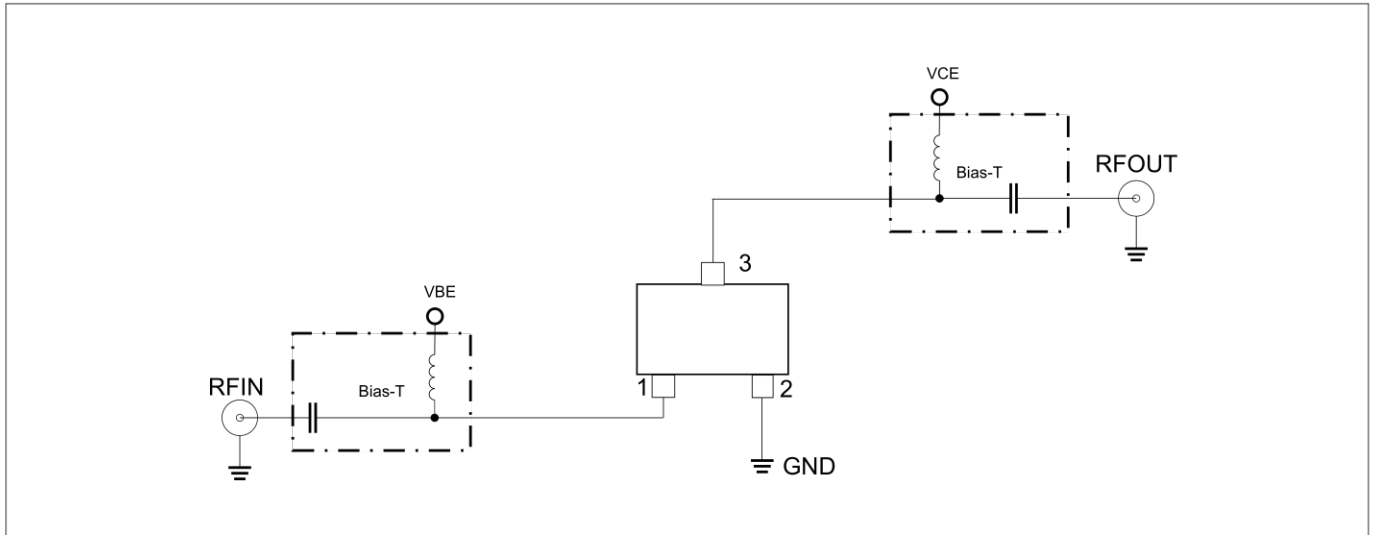 VCE
Bias-T
RFOUT
3
VBE
1
2
RFIN
Bias-T
GND